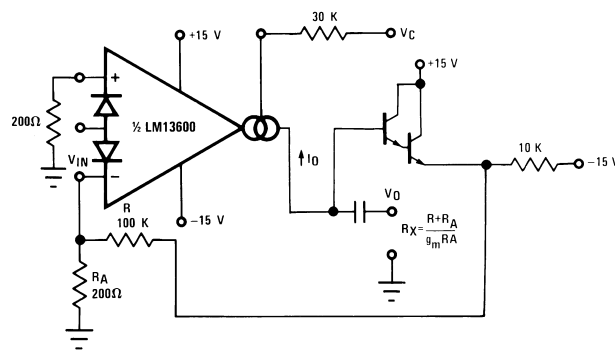 30 K
VC
+15 V
+15 V
+
½ LM13600
200Ω
VIN
−
IO
10 K
−15 V
−15 V
VO
R
100 K
RX= R+RA
gmRA
RA
200Ω